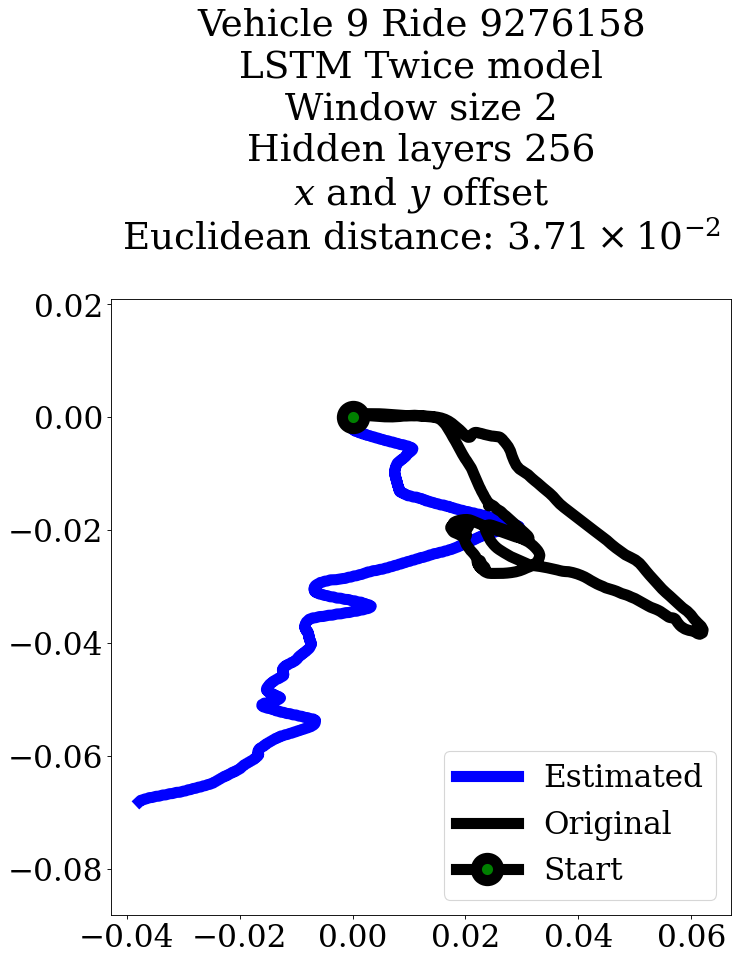 Vehicle 9 Ride 9276158
LSTM Twice model
Window size 2
Hidden layers 256
x and y offset
Euclidean distance: 3.71 × 10⁻²
0.02
0.00
−0.02
−0.04
−0.06
−0.08
Estimated
Original
Start
−0.04 −0.02 0.00 0.02 0.04 0.06